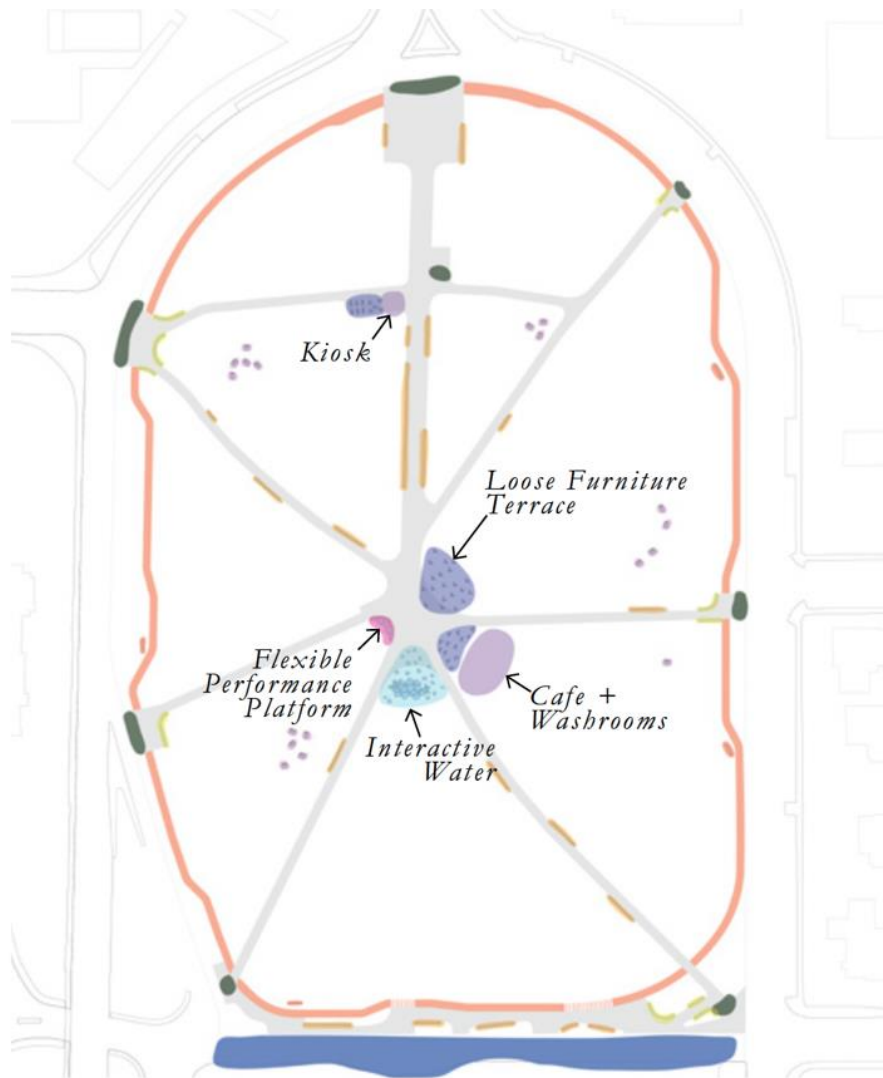 Kiosk
Loose Furniture
Terrace
Flexible
Performance
Platform
Cafe +
Washrooms
Interactive
Water